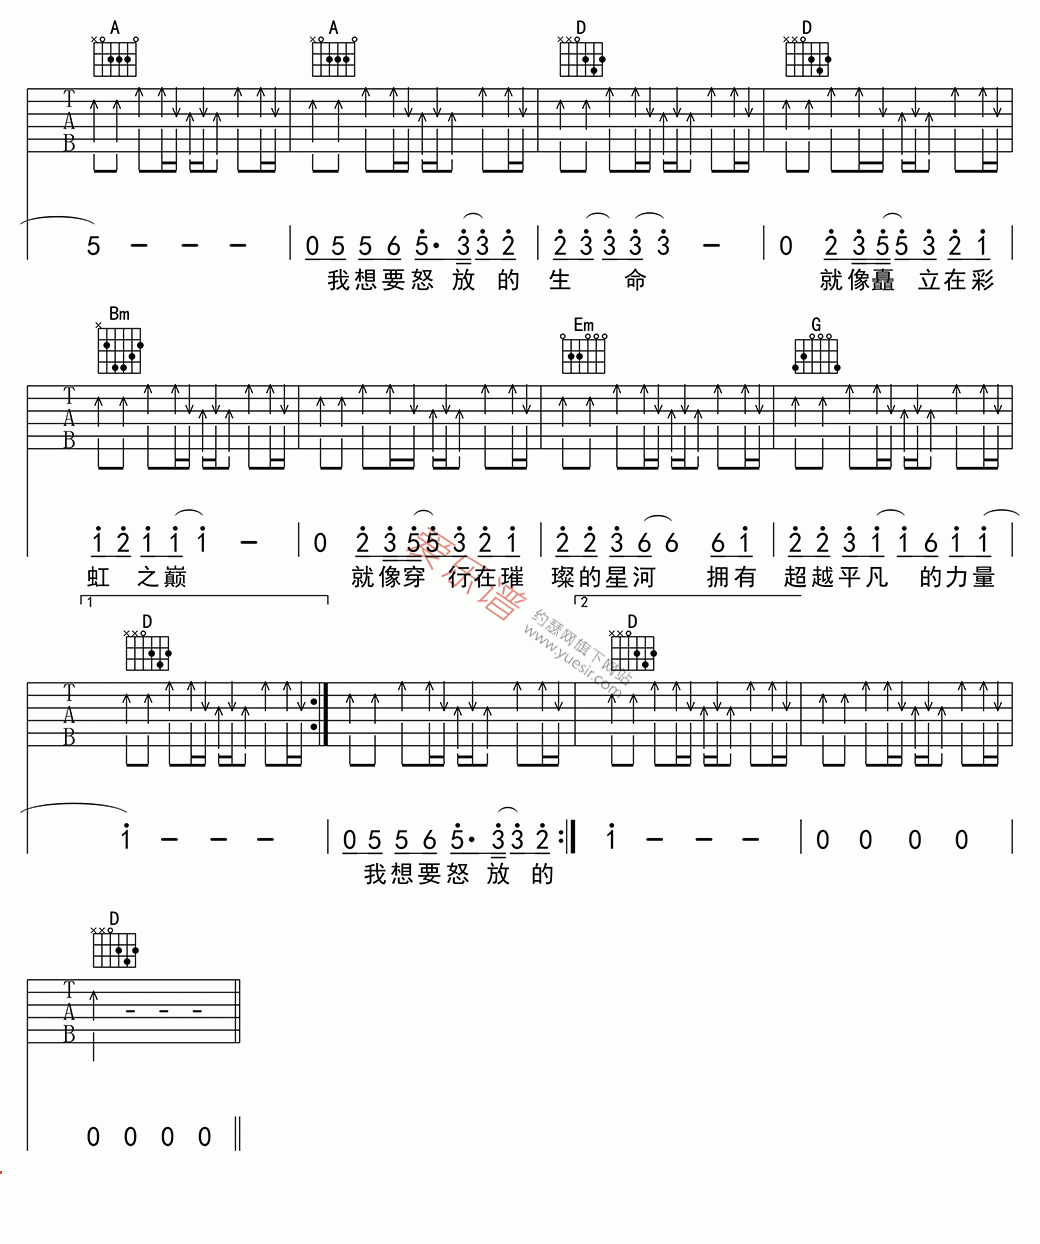 A A D D
T A B
5 - - - | 0 5 5 6 5· 3 3 2 | 2 3 3 3 3 - | 0 2 3 5 5 3 2 1 |
我想要怒放的生命 就像矗立在彩
Bm Em G
T A B
1 2 1 1 1 - | 0 2 3 5 5 3 2 1 | 2 2 3 6 6 6 1 | 2 2 3 1 1 6 1 1 |
虹之巅 就像穿行在璀璨的星河 拥有超越平凡的力量
1 2
D D
T A B
1 - - - | 0 5 5 6 5· 3 3 2 :| 1 - - - | 0 0 0 0 |
我想要怒放的
D
T A B
- - -
0 0 0 0
爱乐谱
约瑟网旗下网站
www.yuesir.com